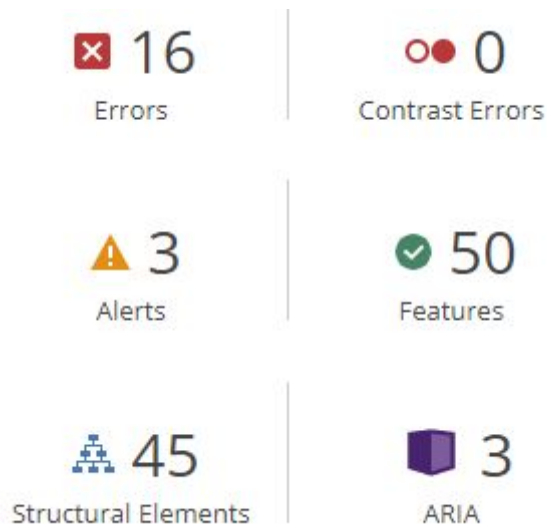 16
Errors
0
Contrast Errors
3
Alerts
50
Features
45
Structural Elements
3
ARIA